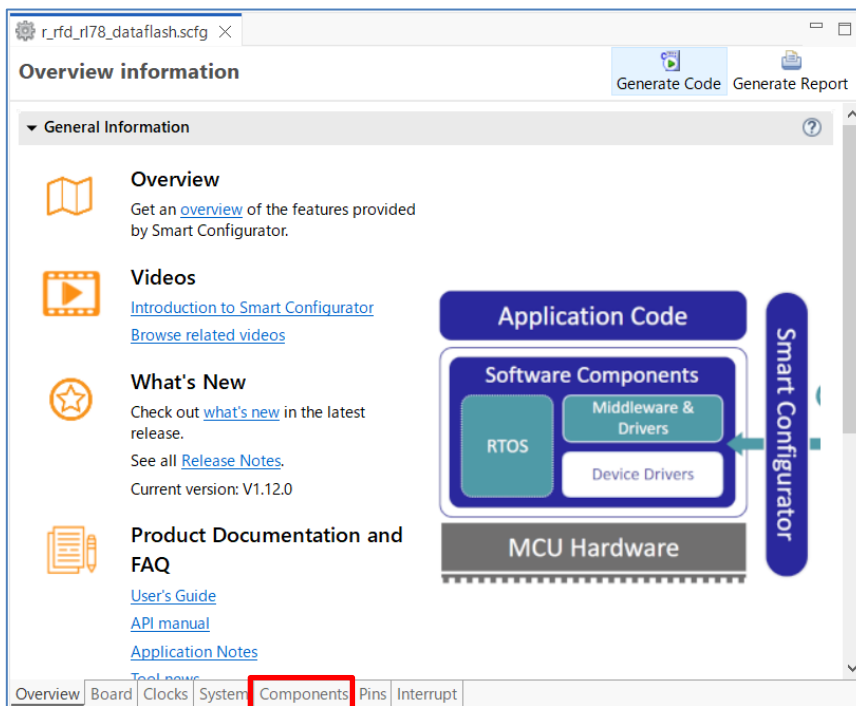 r_rfd_rl78_dataflash.scfg
Overview information
Generate Code
Generate Report
General Information
Overview
Get an overview of the features provided
by Smart Configurator.
Videos
Introduction to Smart Configurator
Browse related videos
What's New
Check out what's new in the latest
release.
See all Release Notes.
Current version: V1.12.0
Product Documentation and
FAQ
User's Guide
API manual
Application Notes
Tool news
Application Code
Software Components
RTOS
Middleware &
Drivers
Device Drivers
MCU Hardware
Smart Configurator
Overview Board Clocks System Components Pins Interrupt